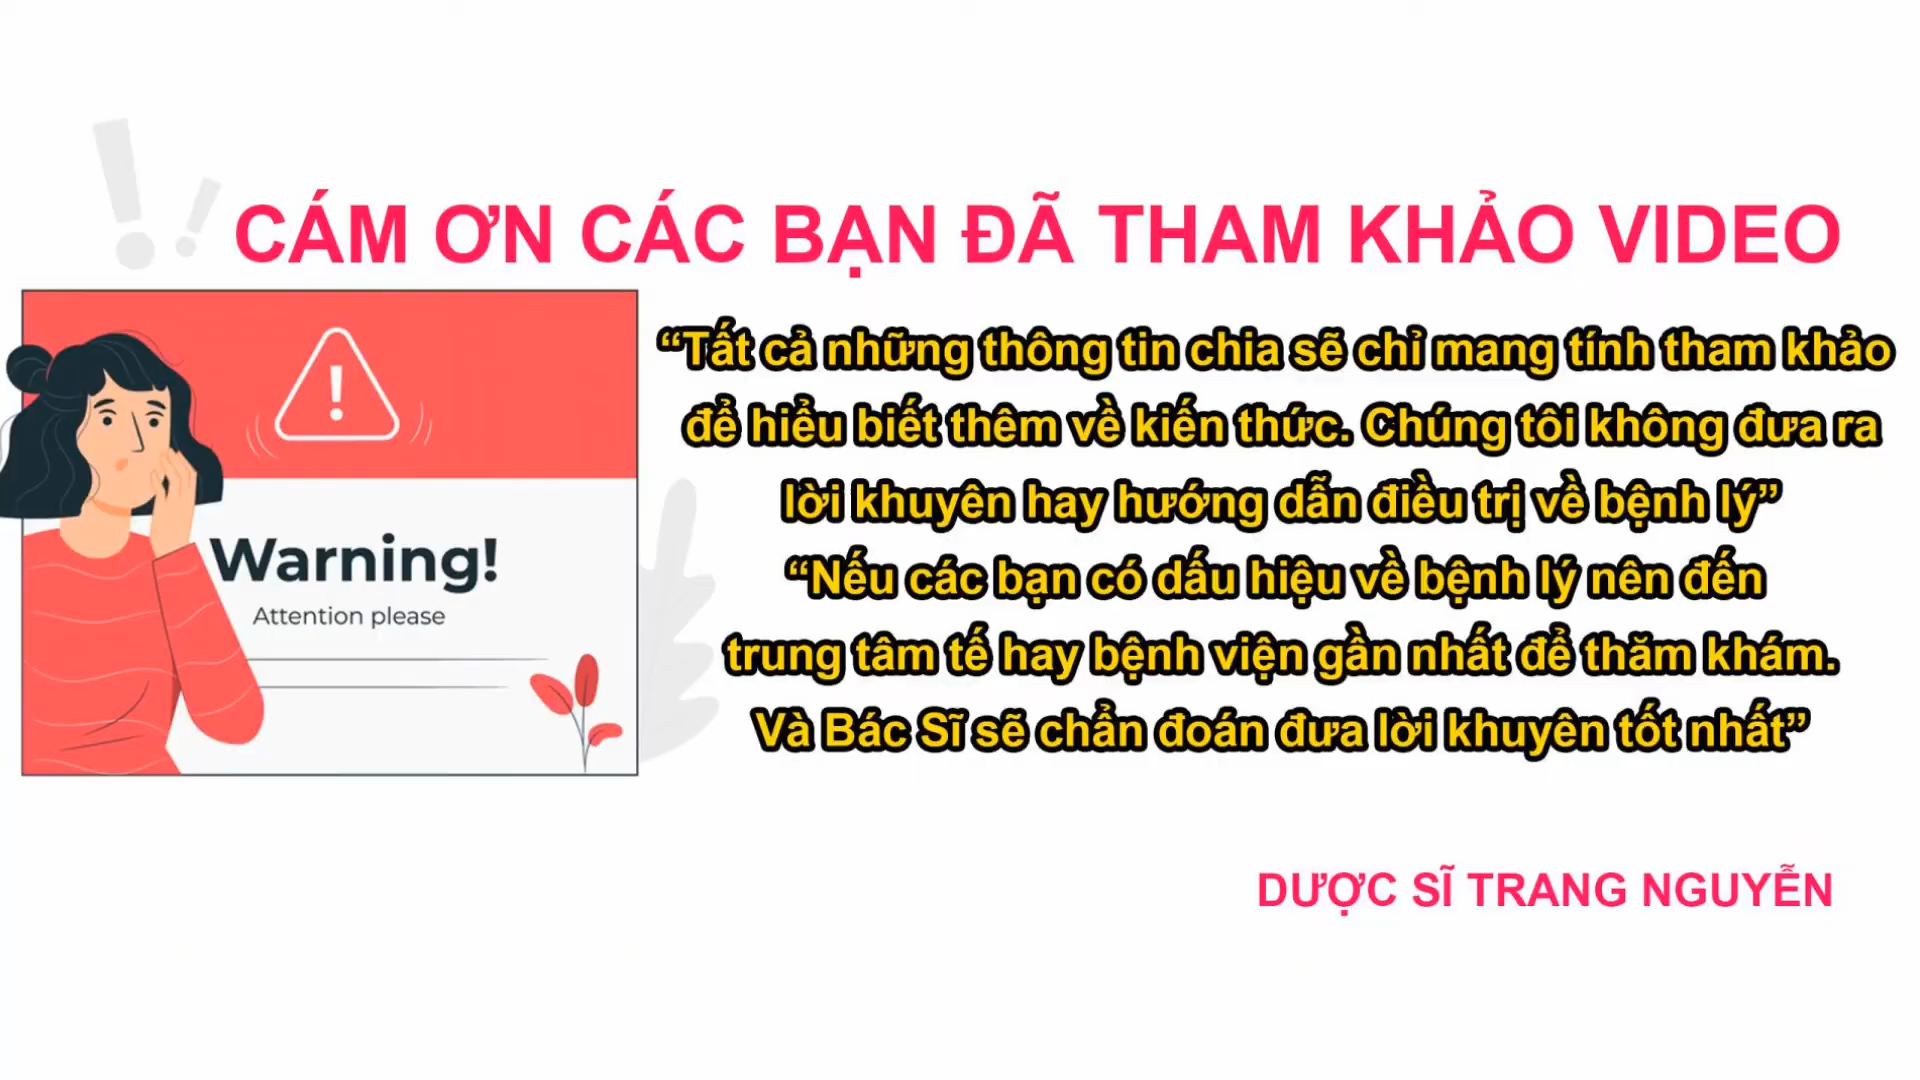 CÁM ƠN CÁC BẠN ĐÃ THAM KHẢO VIDEO
“Tất cả những thông tin chia sẽ chỉ mang tính tham khảo
để hiểu biết thêm về kiến thức. Chúng tôi không đưa ra
lời khuyên hay hướng dẫn điều trị về bệnh lý”
“Nếu các bạn có dấu hiệu về bệnh lý nên đến
trung tâm tế hay bệnh viện gần nhất để thăm khám.
Và Bác Sĩ sẽ chẩn đoán đưa lời khuyên tốt nhất”
Warning!
Attention please
DƯỢC SĨ TRANG NGUYỄN